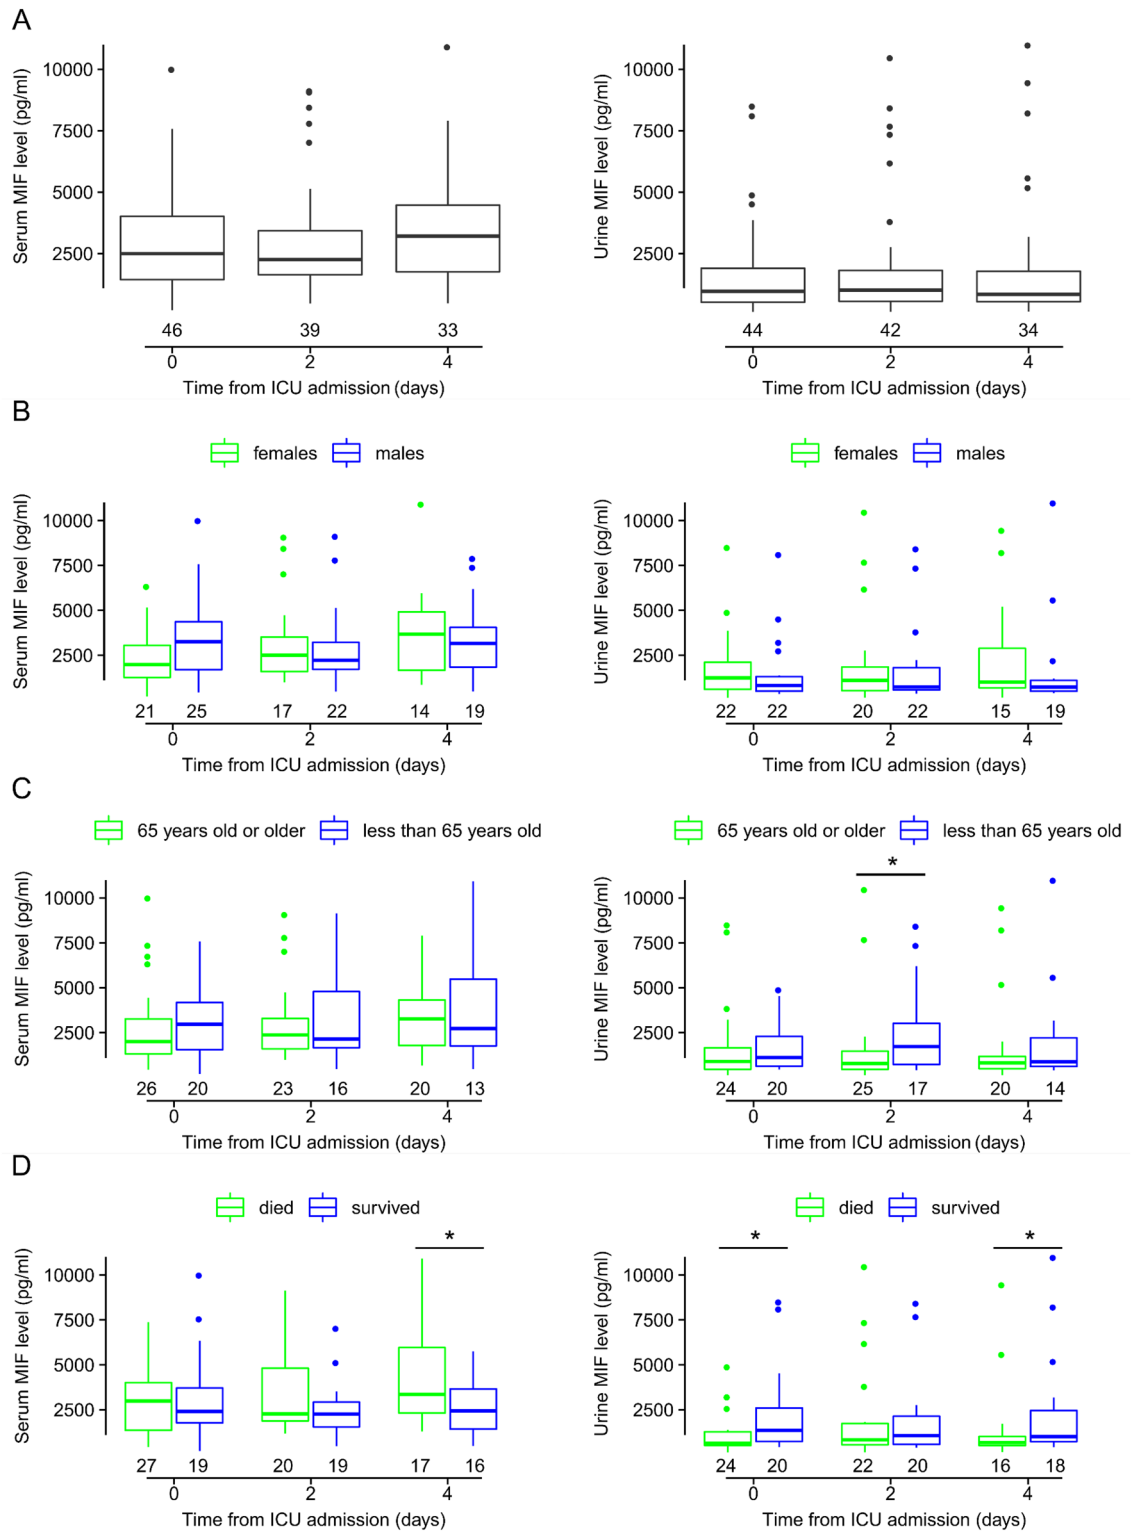 A
Serum MIF level (pg/ml)
10000
7500
5000
2500
46 39 33
0 2 4
Time from ICU admission (days)
Urine MIF level (pg/ml)
10000
7500
5000
2500
44 42 34
0 2 4
Time from ICU admission (days)
B
females males
Serum MIF level (pg/ml)
10000
7500
5000
2500
21 25 17 22 14 19
0 2 4
Time from ICU admission (days)
females males
Urine MIF level (pg/ml)
10000
7500
5000
2500
22 22 20 22 15 19
0 2 4
Time from ICU admission (days)
C
65 years old or older less than 65 years old
Serum MIF level (pg/ml)
10000
7500
5000
2500
26 20 23 16 20 13
0 2 4
Time from ICU admission (days)
65 years old or older less than 65 years old
*
Urine MIF level (pg/ml)
10000
7500
5000
2500
24 20 25 17 20 14
0 2 4
Time from ICU admission (days)
D
died survived
*
Serum MIF level (pg/ml)
10000
7500
5000
2500
27 19 20 19 17 16
0 2 4
Time from ICU admission (days)
died survived
* *
Urine MIF level (pg/ml)
10000
7500
5000
2500
24 20 22 20 16 18
0 2 4
Time from ICU admission (days)